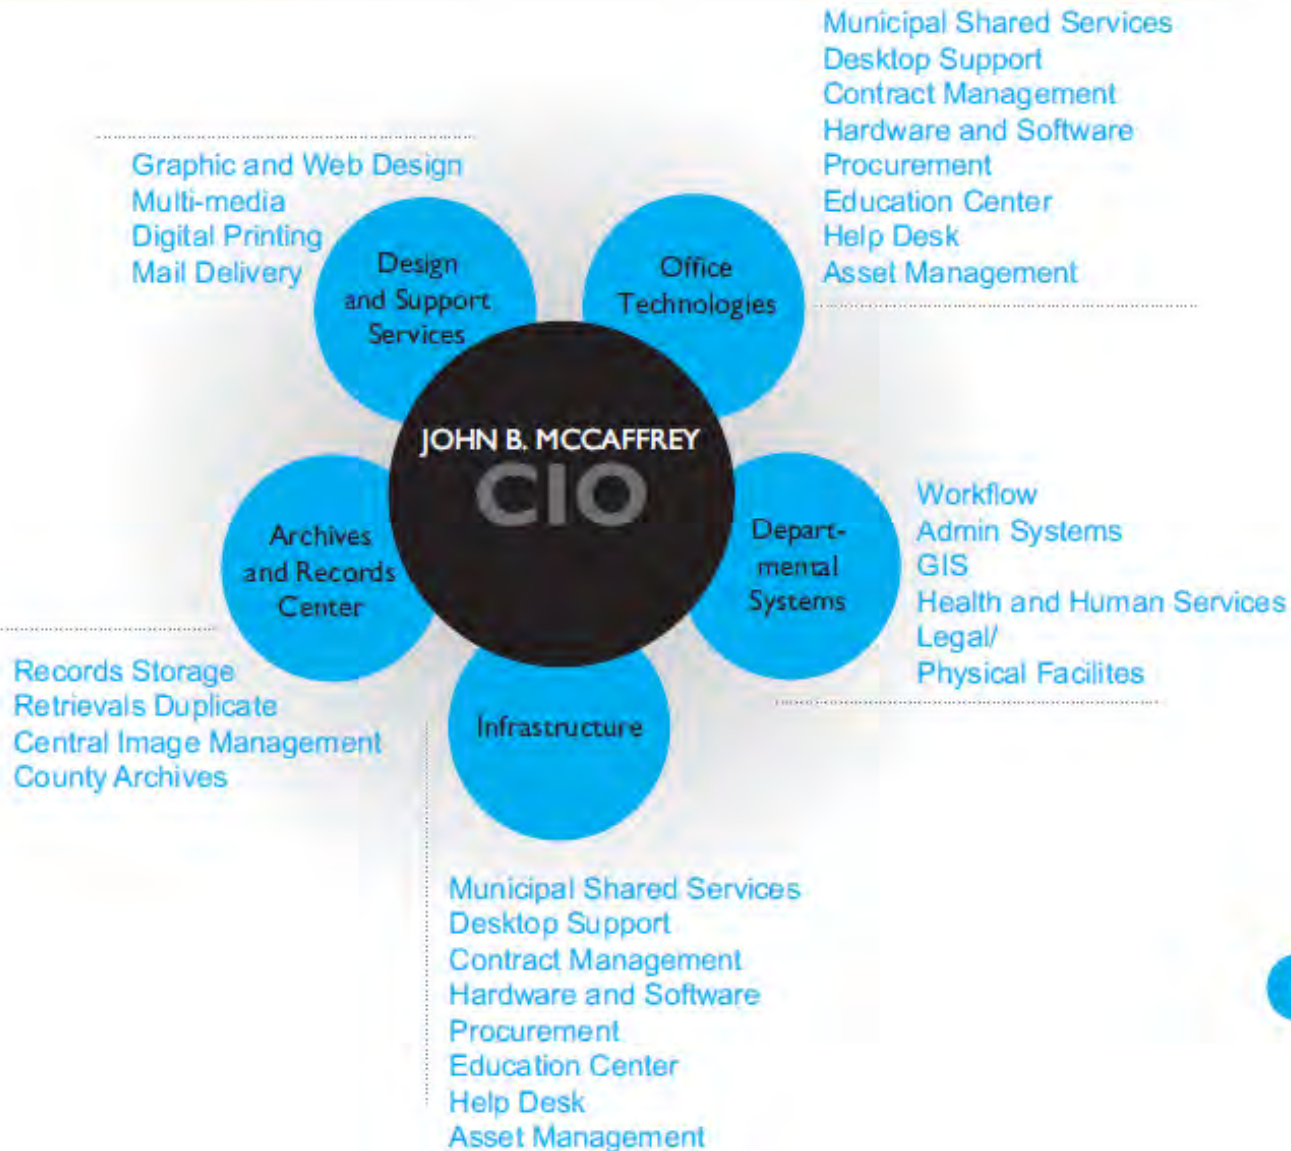 Municipal Shared Services
Desktop Support
Contract Management
Hardware and Software
Procurement
Education Center
Help Desk
Asset Management
Graphic and Web Design
Multi-media
Digital Printing
Mail Delivery
Design
and Support
Services
Office
Technologies
JOHN B. MCCAFFREY
CIO
Archives
and Records
Center
Depart-
mental
Systems
Workflow
Admin Systems
GIS
Health and Human Services
Legal/
Physical Facilites
Records Storage
Retrievals Duplicate
Central Image Management
County Archives
Infrastructure
Municipal Shared Services
Desktop Support
Contract Management
Hardware and Software
Procurement
Education Center
Help Desk
Asset Management